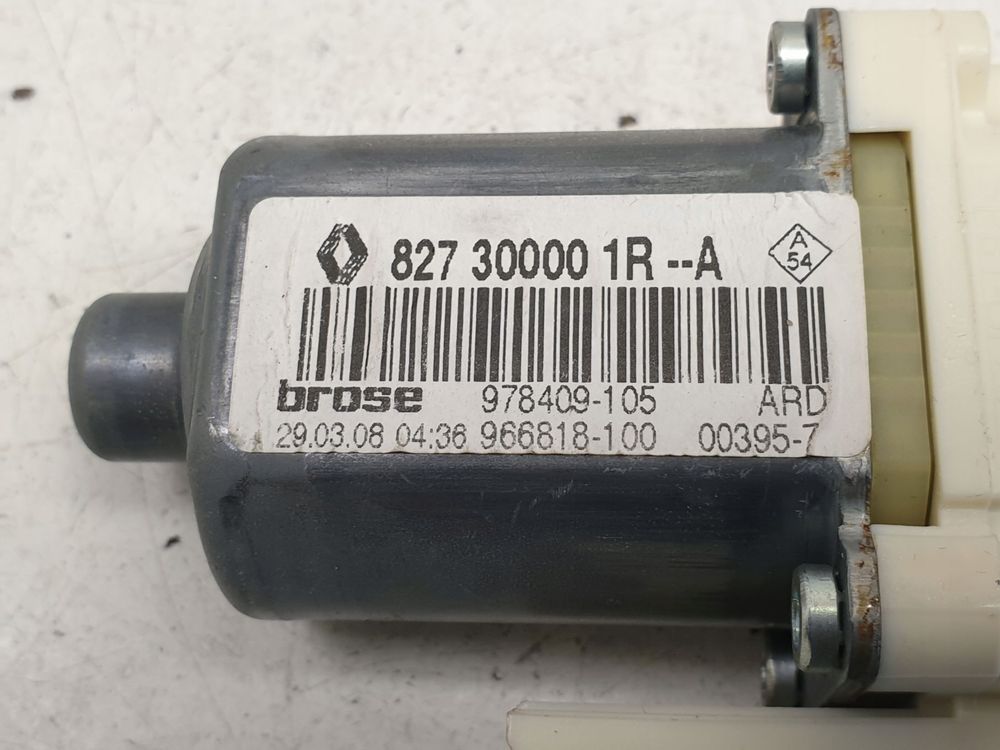 827 30000 1R --A
A
54
brose 978409-105 ARD
29.03.08 04:36 966818-100 00395-7